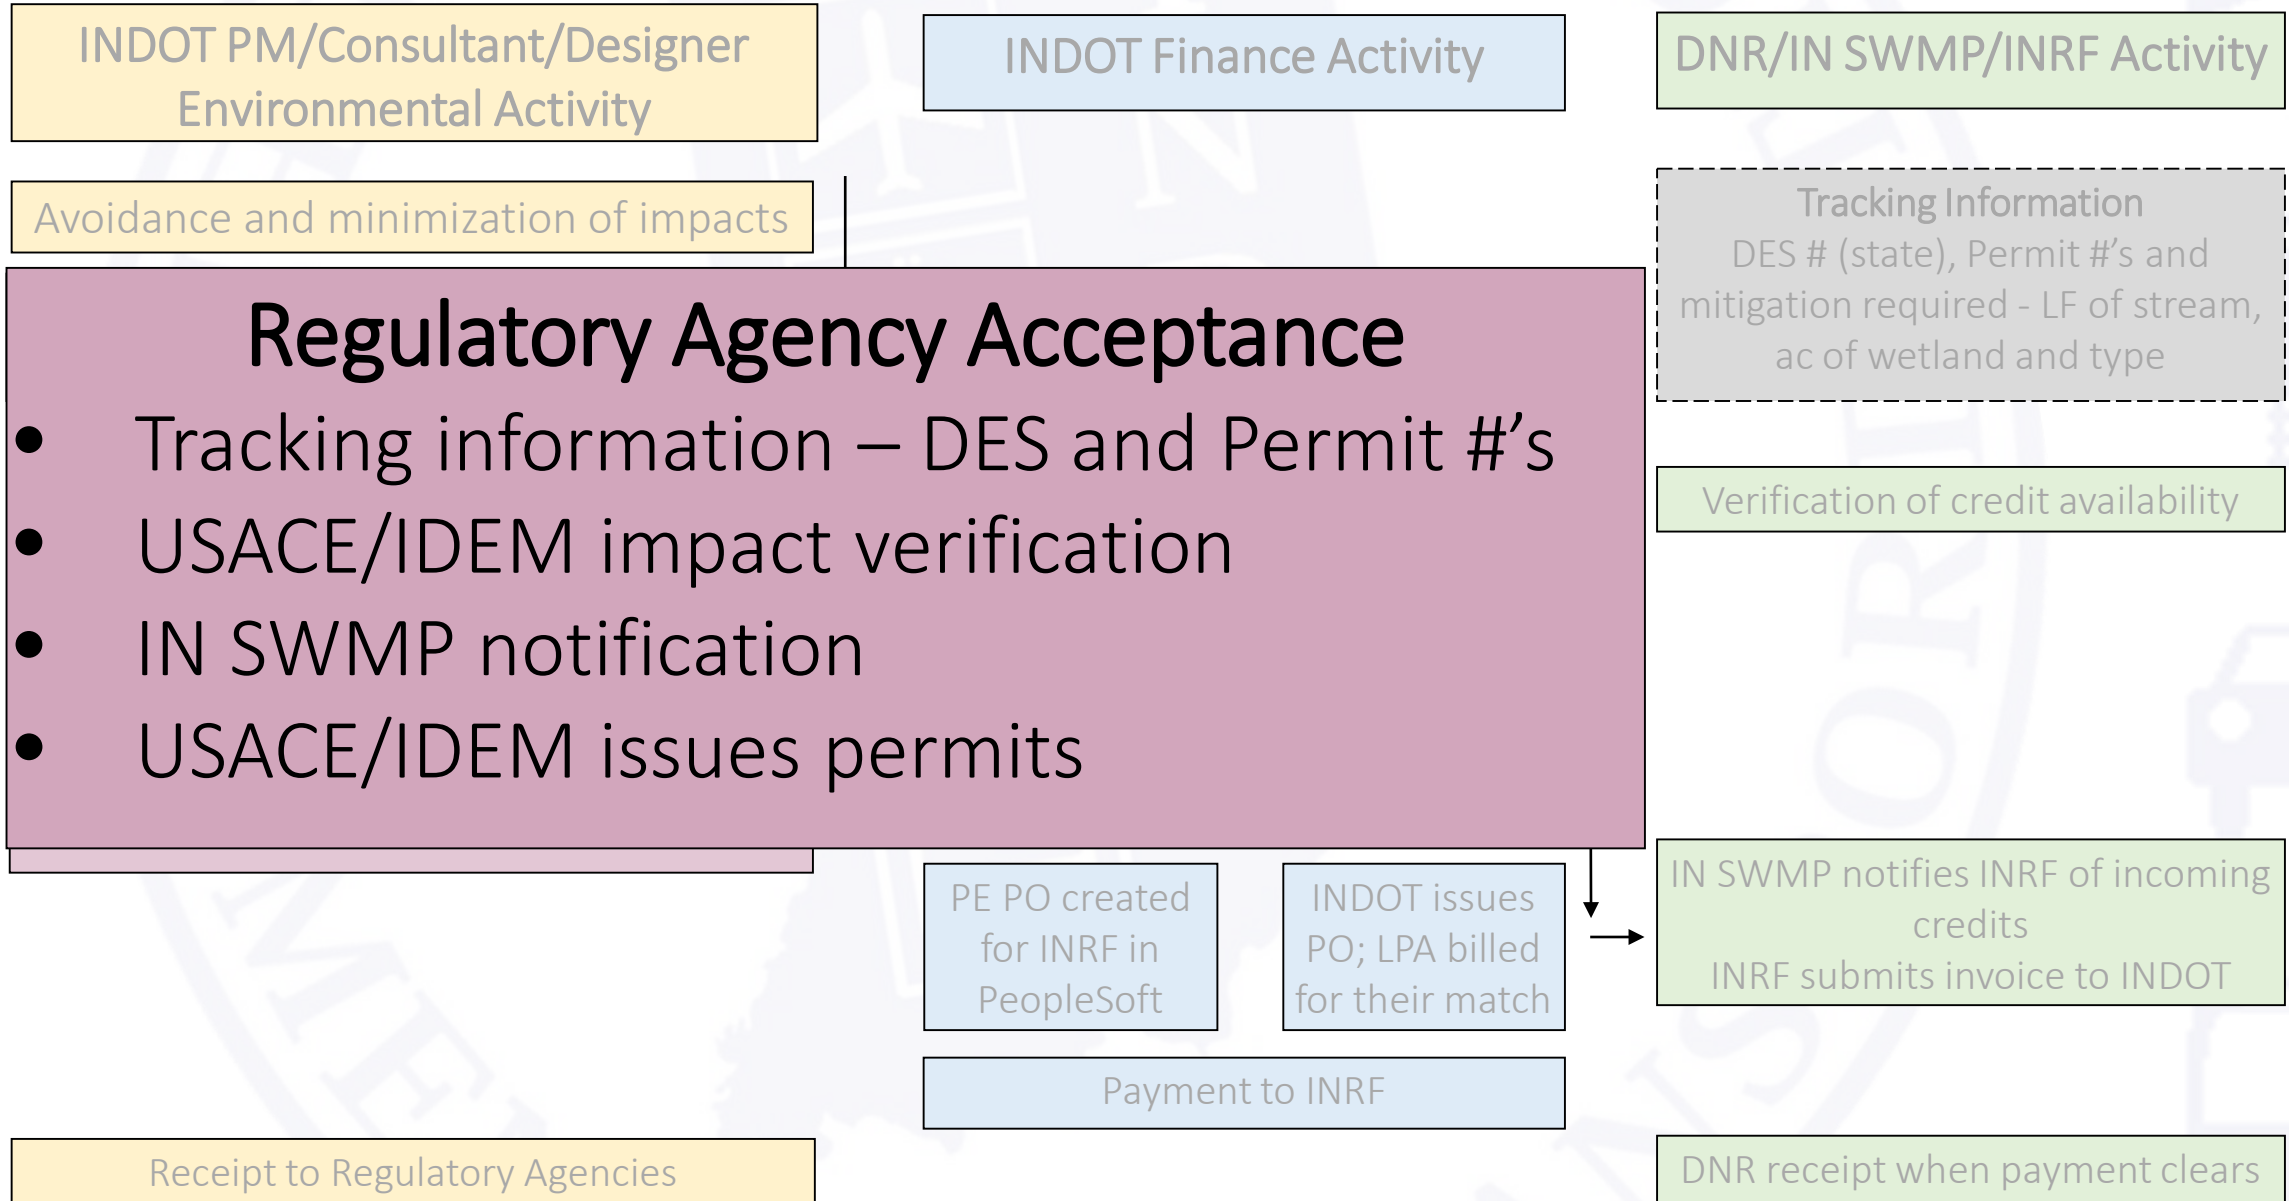 INDOT PM/Consultant/Designer
Environmental Activity
INDOT Finance Activity
DNR/IN SWMP/INRF Activity
Avoidance and minimization of impacts
Tracking Information
DES # (state), Permit #’s and
mitigation required - LF of stream,
ac of wetland and type
Regulatory Agency Acceptance
• Tracking information – DES and Permit #’s
• USACE/IDEM impact verification
• IN SWMP notification
• USACE/IDEM issues permits
Verification of credit availability
PE PO created
for INRF in
PeopleSoft
INDOT issues
PO; LPA billed
for their match
IN SWMP notifies INRF of incoming
credits
INRF submits invoice to INDOT
Payment to INRF
Receipt to Regulatory Agencies
DNR receipt when payment clears